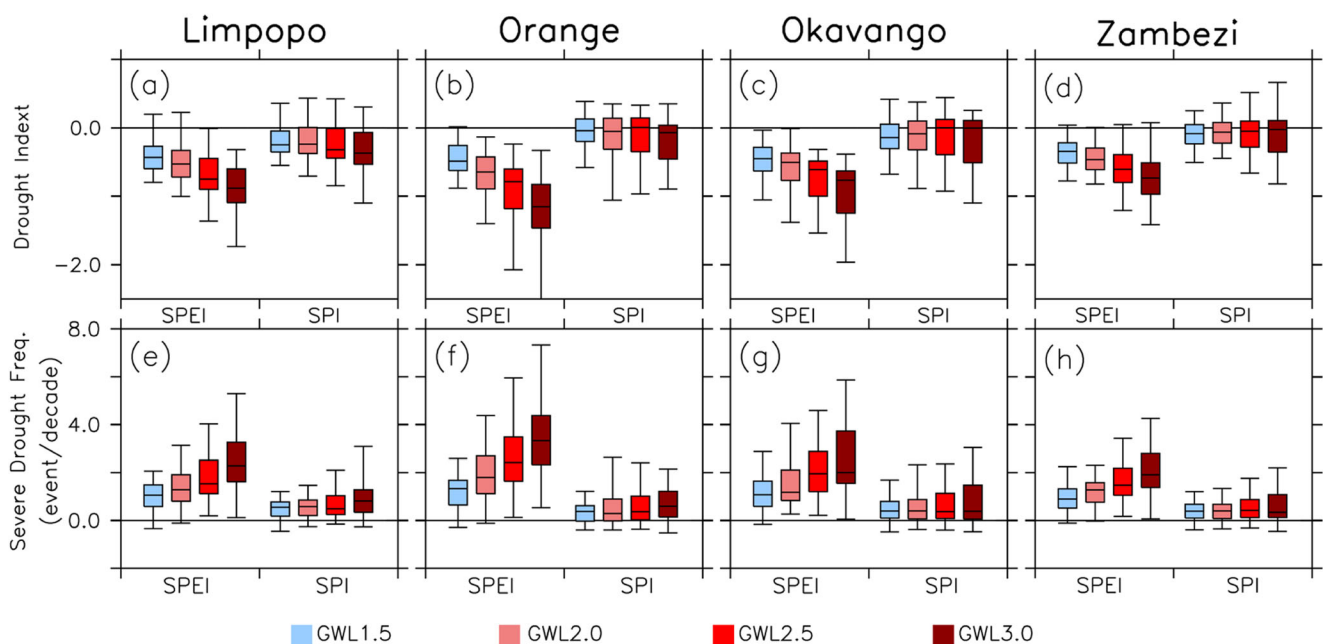 Limpopo Orange Okavango Zambezi
(a) (b) (c) (d)
Drought Indext
0.0
-2.0
SPEI SPI SPEI SPI SPEI SPI SPEI SPI
8.0
(e) (f) (g) (h)
Severe Drought Freq.
(event/decade)
4.0
0.0
SPEI SPI SPEI SPI SPEI SPI SPEI SPI
GWL1.5 GWL2.0 GWL2.5 GWL3.0